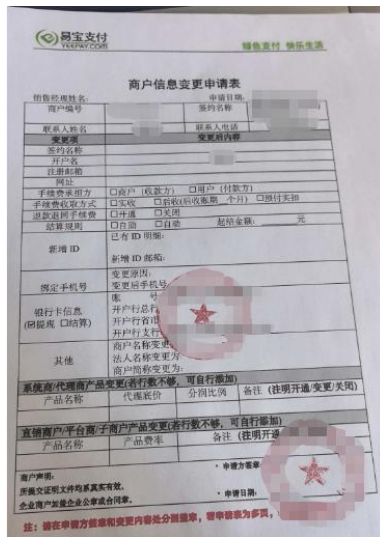 易宝支付
YEEPAY.COM
绿色支付 快乐生活
商户信息变更申请表
销售经理姓名: 申请日期:
商户编号 签约名称
联系人姓名 联系人电话
变更项 变更后内容
签约名称
开户名
注册邮箱
网址
手续费承担方 □商户(收款方) □用户(付款方)
手续费收取方式 □实收 □后收(后收账期 个月) □预付实扣
退款退回手续费 □开通 □关闭
结算规则 □自助 □自动 起结金额: 元
新增 ID 已有 ID 明细:
新增 ID 邮箱:
绑定手机号 变更原因:
变更后手机号
银行卡信息
(☑提现 □结算)
账 号
开户行总行
开户行省市
开户行支行
其他 商户名称变更
法人名称变更为
商户简称变更为:
系统商/代理商产品变更(若行数不够,可自行添加)
产品名称 代理底价 分润比例 备注(注明开通/变更/关闭)
直销商户/平台商/子商户产品变更(若行数不够,可自行添加)
产品名称 产品费率 备注(注明开通
商户声明:
所提交证明文件均系真实有效。
企业商户加盖企业公章或合同章。
申请方签章
申请日期:
注:请在申请方签章和变更内容处分别盖章,若申请表为多页,